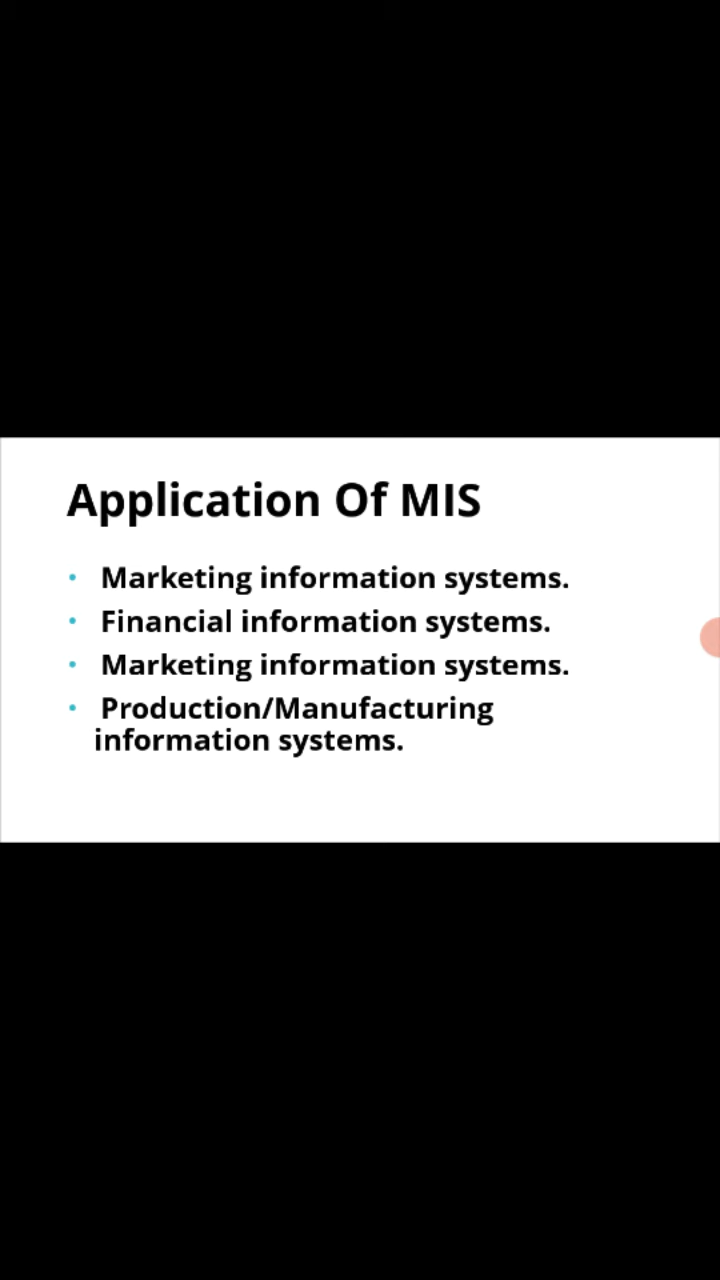 Application Of MIS
• Marketing information systems.
• Financial information systems.
• Marketing information systems.
• Production/Manufacturing
information systems.